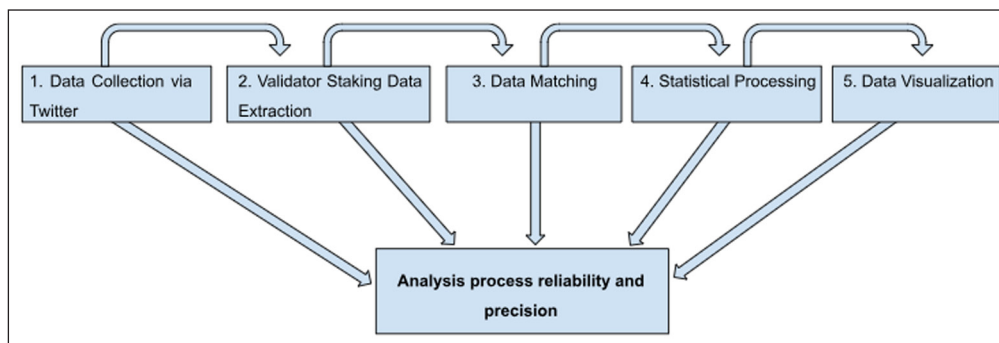 1. Data Collection via
Twitter
2. Validator Staking Data
Extraction
3. Data Matching
4. Statistical Processing
5. Data Visualization
Analysis process reliability and
precision